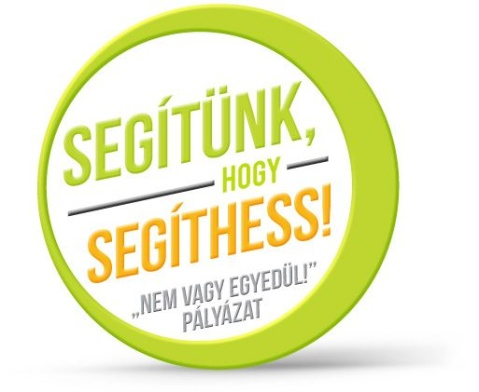 SEGÍTÜNK,
HOGY
SEGÍTHESS!
„NEM VAGY EGYEDÜL!”
PÁLYÁZAT